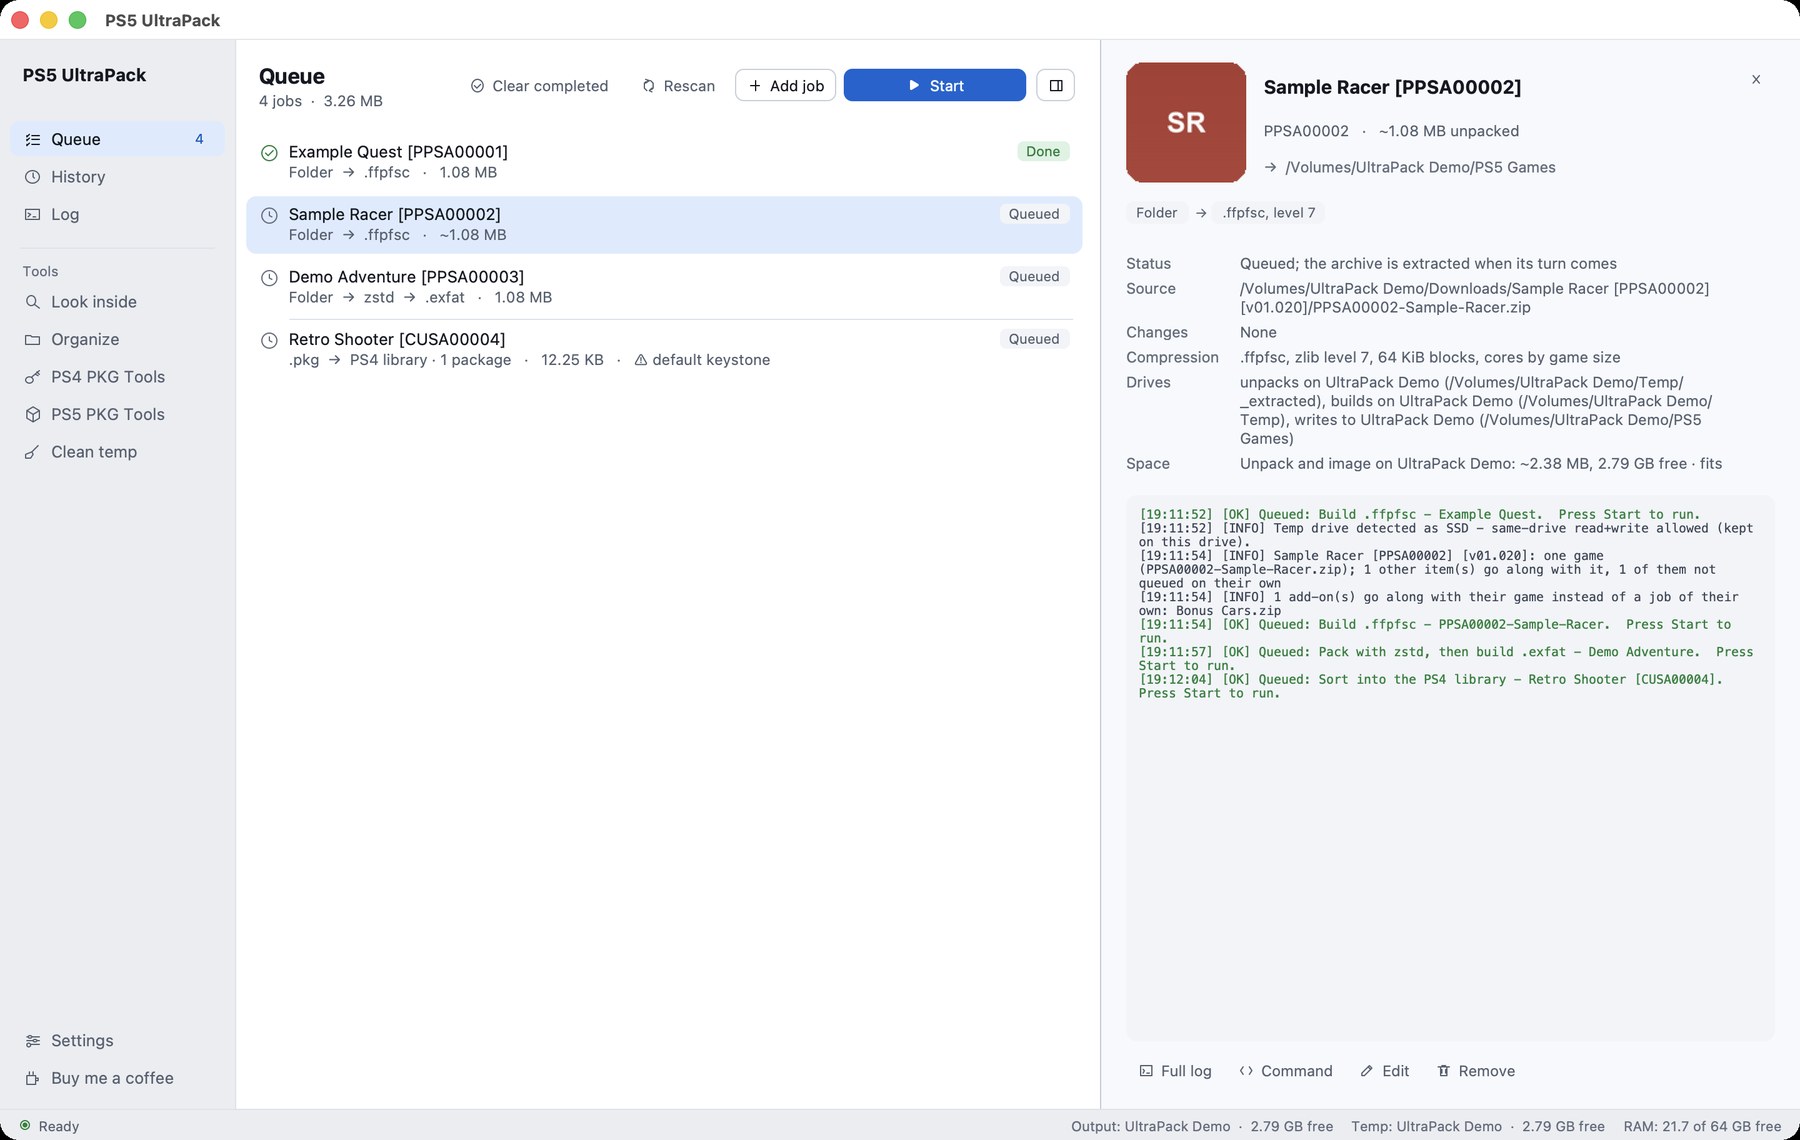 PS5 UltraPack
PS5 UltraPack
Queue 4
History
Log
Tools
Look inside
Organize
PS4 PKG Tools
PS5 PKG Tools
Clean temp
Settings
Buy me a coffee
Queue
4 jobs · 3.26 MB
Clear completed
Rescan
+ Add job
Start
Example Quest [PPSA00001]
Done
Folder → .ffpfsc · 1.08 MB
Sample Racer [PPSA00002]
Queued
Folder → .ffpfsc · ~1.08 MB
Demo Adventure [PPSA00003]
Queued
Folder → zstd → .exfat · 1.08 MB
Retro Shooter [CUSA00004]
Queued
.pkg → PS4 library · 1 package · 12.25 KB · ⚠ default keystone
SR
Sample Racer [PPSA00002]
PPSA00002 · ~1.08 MB unpacked
→ /Volumes/UltraPack Demo/PS5 Games
Folder → .ffpfsc, level 7
Status Queued; the archive is extracted when its turn comes
Source /Volumes/UltraPack Demo/Downloads/Sample Racer [PPSA00002]
[v01.020]/PPSA00002-Sample-Racer.zip
Changes None
Compression .ffpfsc, zlib level 7, 64 KiB blocks, cores by game size
Drives unpacks on UltraPack Demo (/Volumes/UltraPack Demo/Temp/
_extracted), builds on UltraPack Demo (/Volumes/UltraPack Demo/
Temp), writes to UltraPack Demo (/Volumes/UltraPack Demo/PS5
Games)
Space Unpack and image on UltraPack Demo: ~2.38 MB, 2.79 GB free · fits
[19:11:52] [OK] Queued: Build .ffpfsc — Example Quest.  Press Start to run.
[19:11:52] [INFO] Temp drive detected as SSD — same-drive read+write allowed (kept
on this drive).
[19:11:54] [INFO] Sample Racer [PPSA00002] [v01.020]: one game
(PPSA00002-Sample-Racer.zip); 1 other item(s) go along with it, 1 of them not
queued on their own
[19:11:54] [INFO] 1 add-on(s) go along with their game instead of a job of their
own: Bonus Cars.zip
[19:11:54] [OK] Queued: Build .ffpfsc — PPSA00002-Sample-Racer.  Press Start to
run.
[19:11:57] [OK] Queued: Pack with zstd, then build .exfat — Demo Adventure.  Press
Start to run.
[19:12:04] [OK] Queued: Sort into the PS4 library — Retro Shooter [CUSA00004].
Press Start to run.
Full log
Command
Edit
Remove
Ready
Output: UltraPack Demo · 2.79 GB free
Temp: UltraPack Demo · 2.79 GB free
RAM: 21.7 of 64 GB free